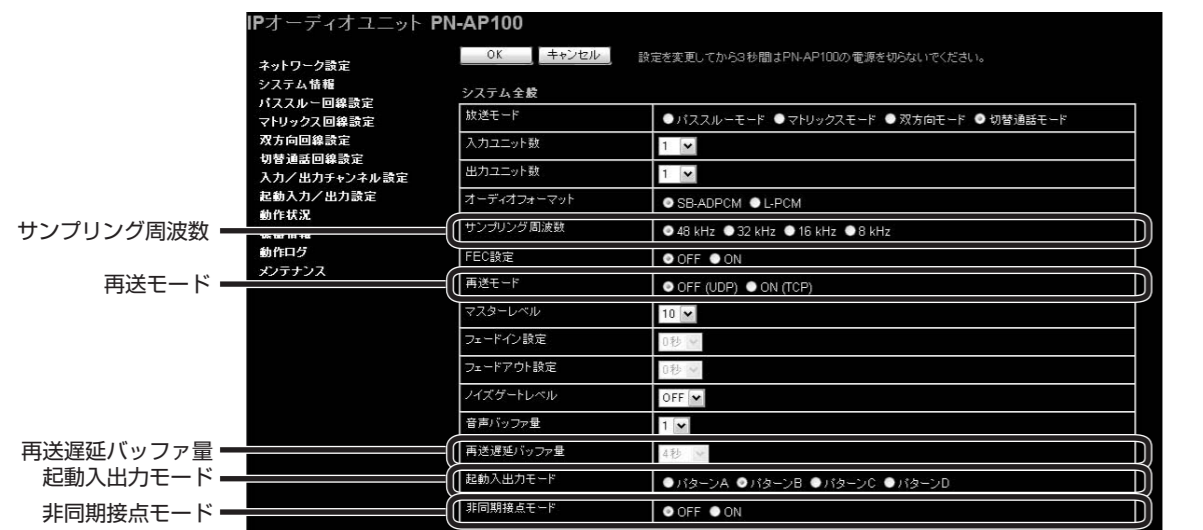 IPオーディオユニット PN-AP100
OK キャンセル 設定を変更してから3秒間はPN-AP100の電源を切らないでください。
ネットワーク設定
システム情報
パススルー回線設定
マトリックス回線設定
双方向回線設定
切替通話回線設定
入力/出力チャンネル設定
起動入力/出力設定
動作状況
動作ログ
メンテナンス
システム全般
放送モード パススルーモード マトリックスモード 双方向モード 切替通話モード
入力ユニット数 1
出力ユニット数 1
オーディオフォーマット SB-ADPCM L-PCM
サンプリング周波数 48 kHz 32 kHz 16 kHz 8 kHz
FEC設定 OFF ON
再送モード OFF (UDP) ON (TCP)
マスターレベル 10
フェードイン設定 0秒
フェードアウト設定 0秒
ノイズゲートレベル OFF
音声バッファ量 1
再送遅延バッファ量 4秒
起動入出力モード パターンA パターンB パターンC パターンD
非同期接点モード OFF ON
サンプリング周波数
再送モード
再送遅延バッファ量
起動入出力モード
非同期接点モード